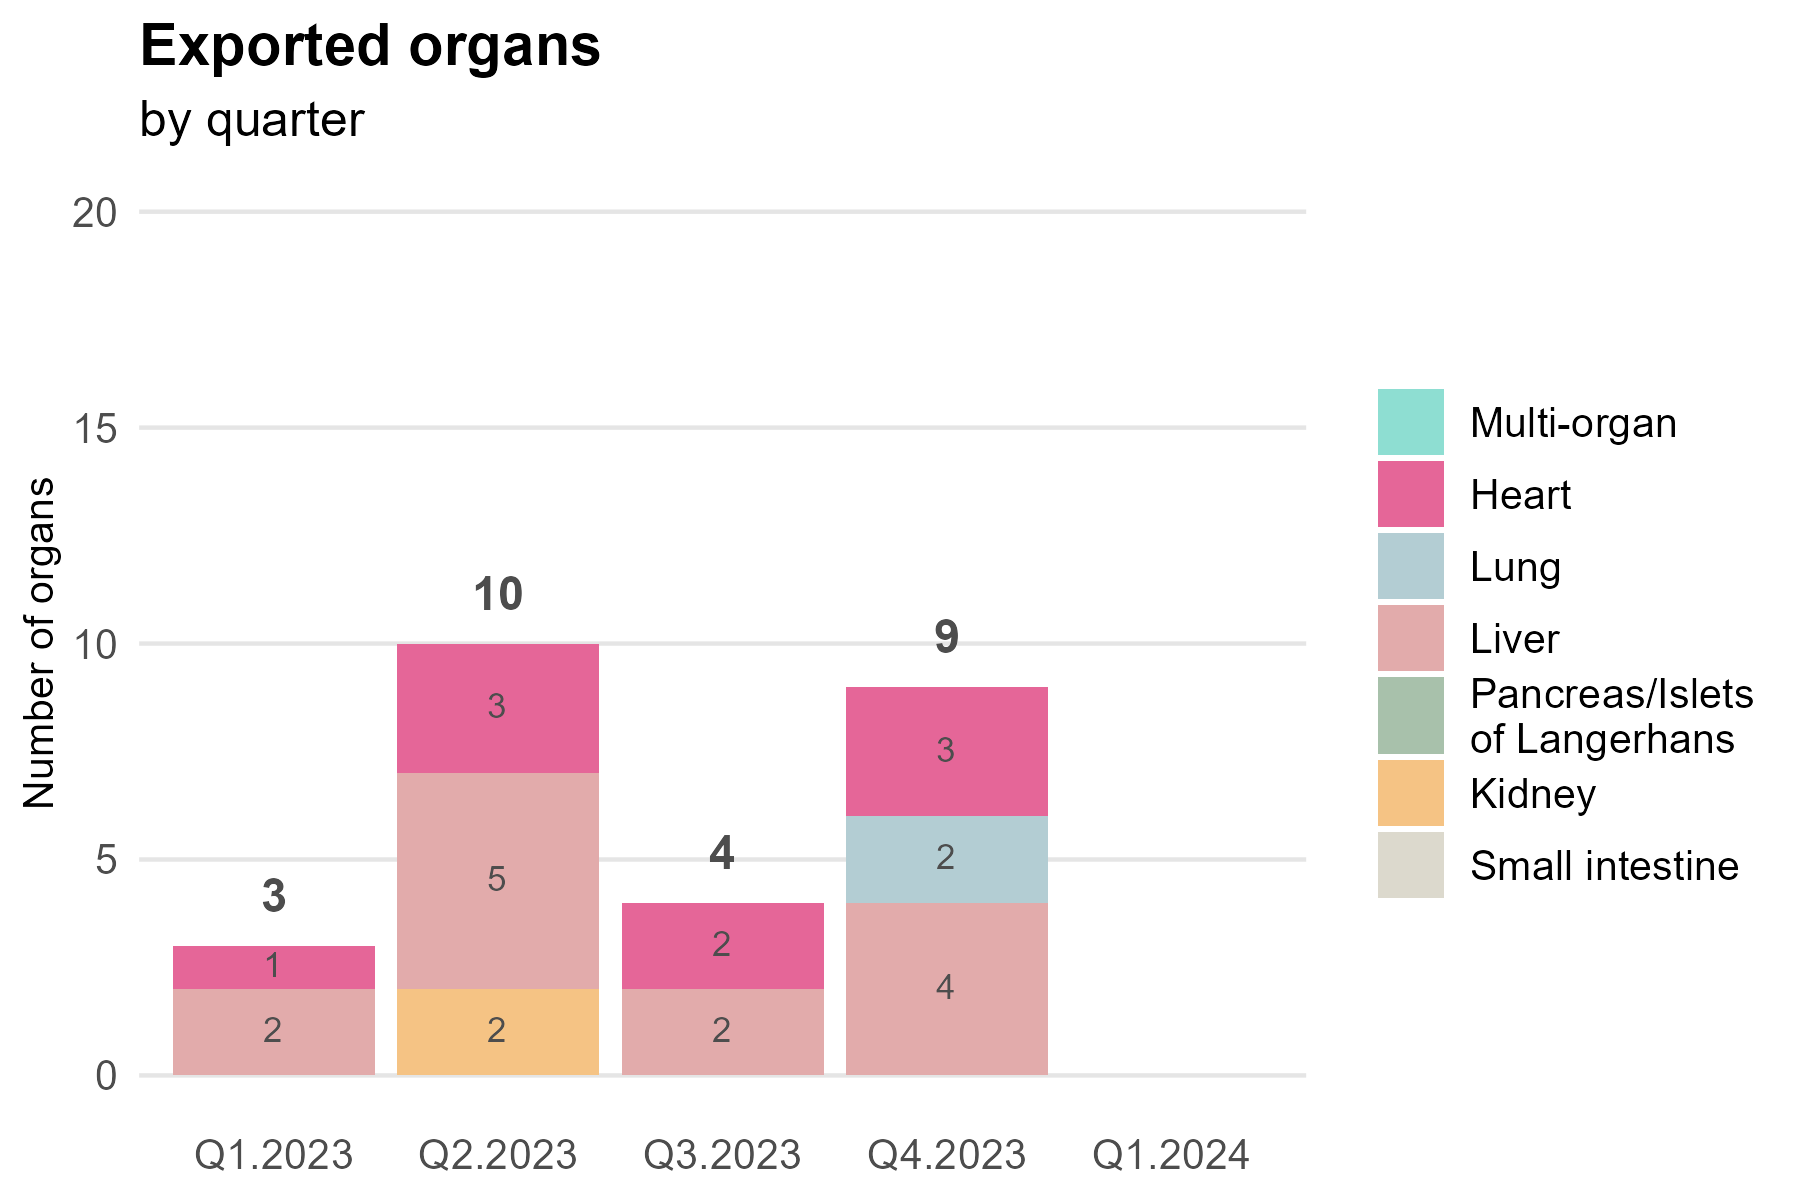 Exported organs
by quarter
Number of organs
20
15
10
5
0
3
1
2
10
3
5
2
4
2
2
9
3
2
4
Q1.2023 Q2.2023 Q3.2023 Q4.2023 Q1.2024
Multi-organ
Heart
Lung
Liver
Pancreas/Islets
of Langerhans
Kidney
Small intestine